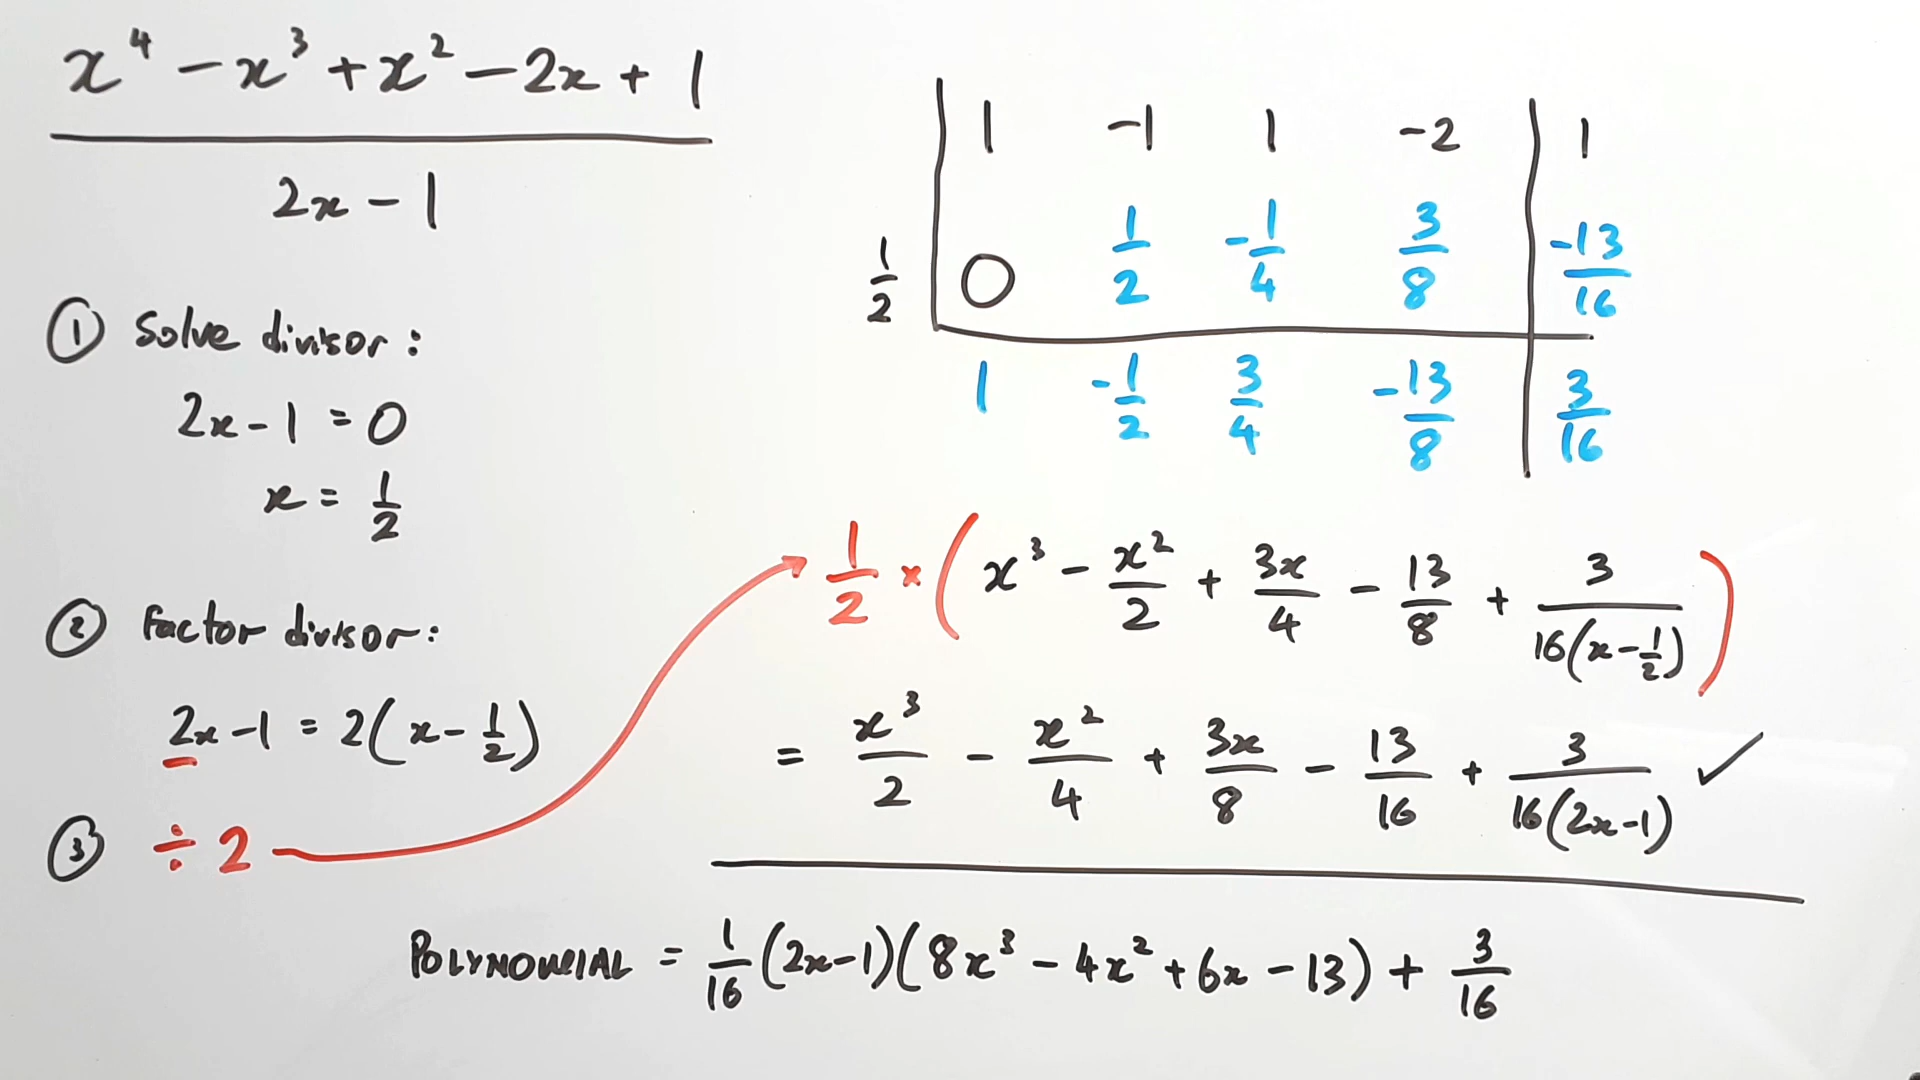 x⁴ - x³ + x² - 2x + 1
2x - 1
① Solve divisor:
2x - 1 = 0
x = 1/2
② Factor divisor:
2x - 1 = 2(x - 1/2)
③ ÷ 2
1 -1 1 -2 1
1/2 0 1/2 -1/4 3/8 -13/16
1 -1/2 3/4 -13/8 3/16
1/2 × (x³ - x²/2 + 3x/4 - 13/8 + 3/16(x - 1/2))
= x³/2 - x²/4 + 3x/8 - 13/16 + 3/16(2x-1) ✓
POLYNOMIAL = 1/16 (2x-1)(8x³ - 4x² + 6x - 13) + 3/16